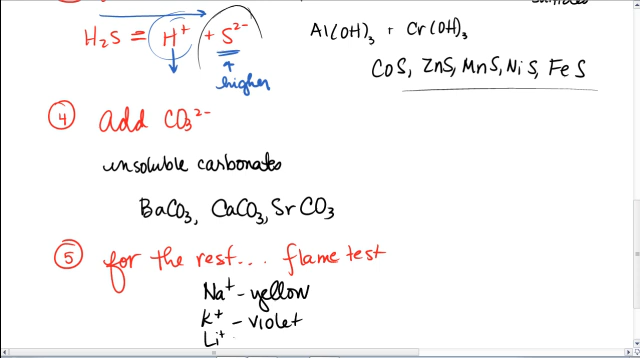 H₂S = H⁺ + S²⁻
higher
Al(OH)₃ + Cr(OH)₃
CoS, ZnS, MnS, NiS, FeS
④ add CO₃²⁻
unsoluble carbonates
BaCO₃, CaCO₃, SrCO₃
⑤ for the rest... flame test
Na⁺ - yellow
K⁺ - violet
Li⁺